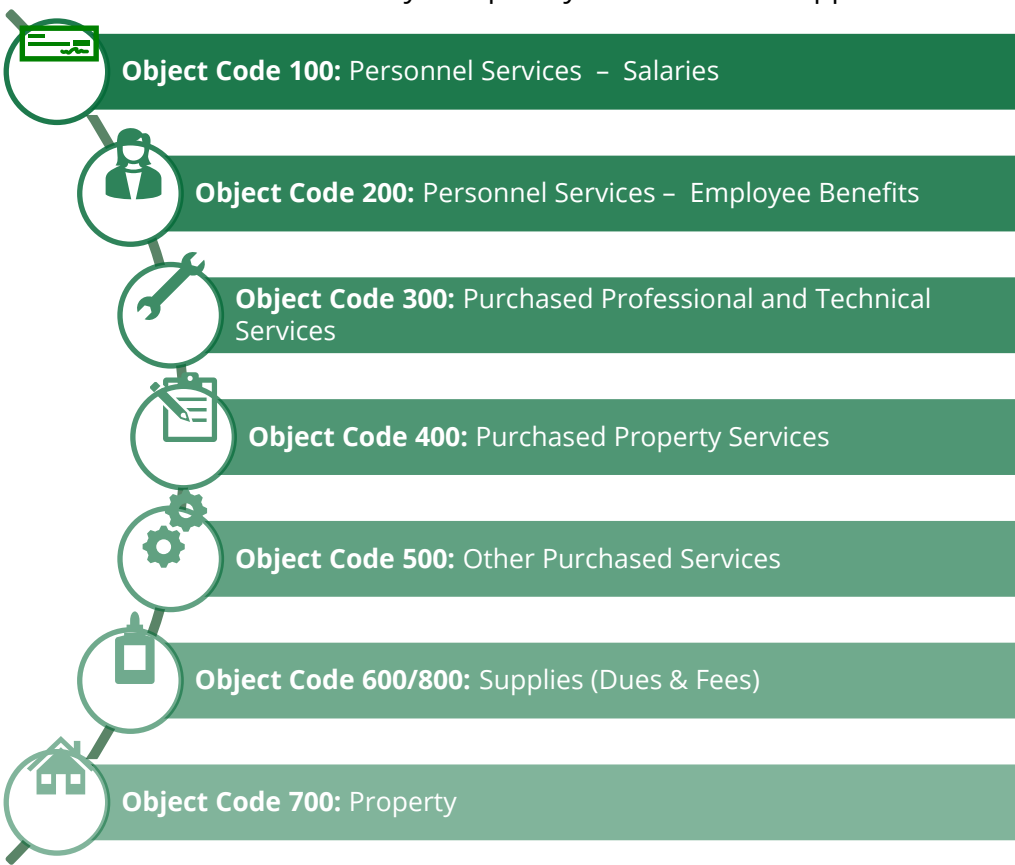 Object Code 100: Personnel Services – Salaries
Object Code 200: Personnel Services – Employee Benefits
Object Code 300: Purchased Professional and Technical
Services
Object Code 400: Purchased Property Services
Object Code 500: Other Purchased Services
Object Code 600/800: Supplies (Dues & Fees)
Object Code 700: Property